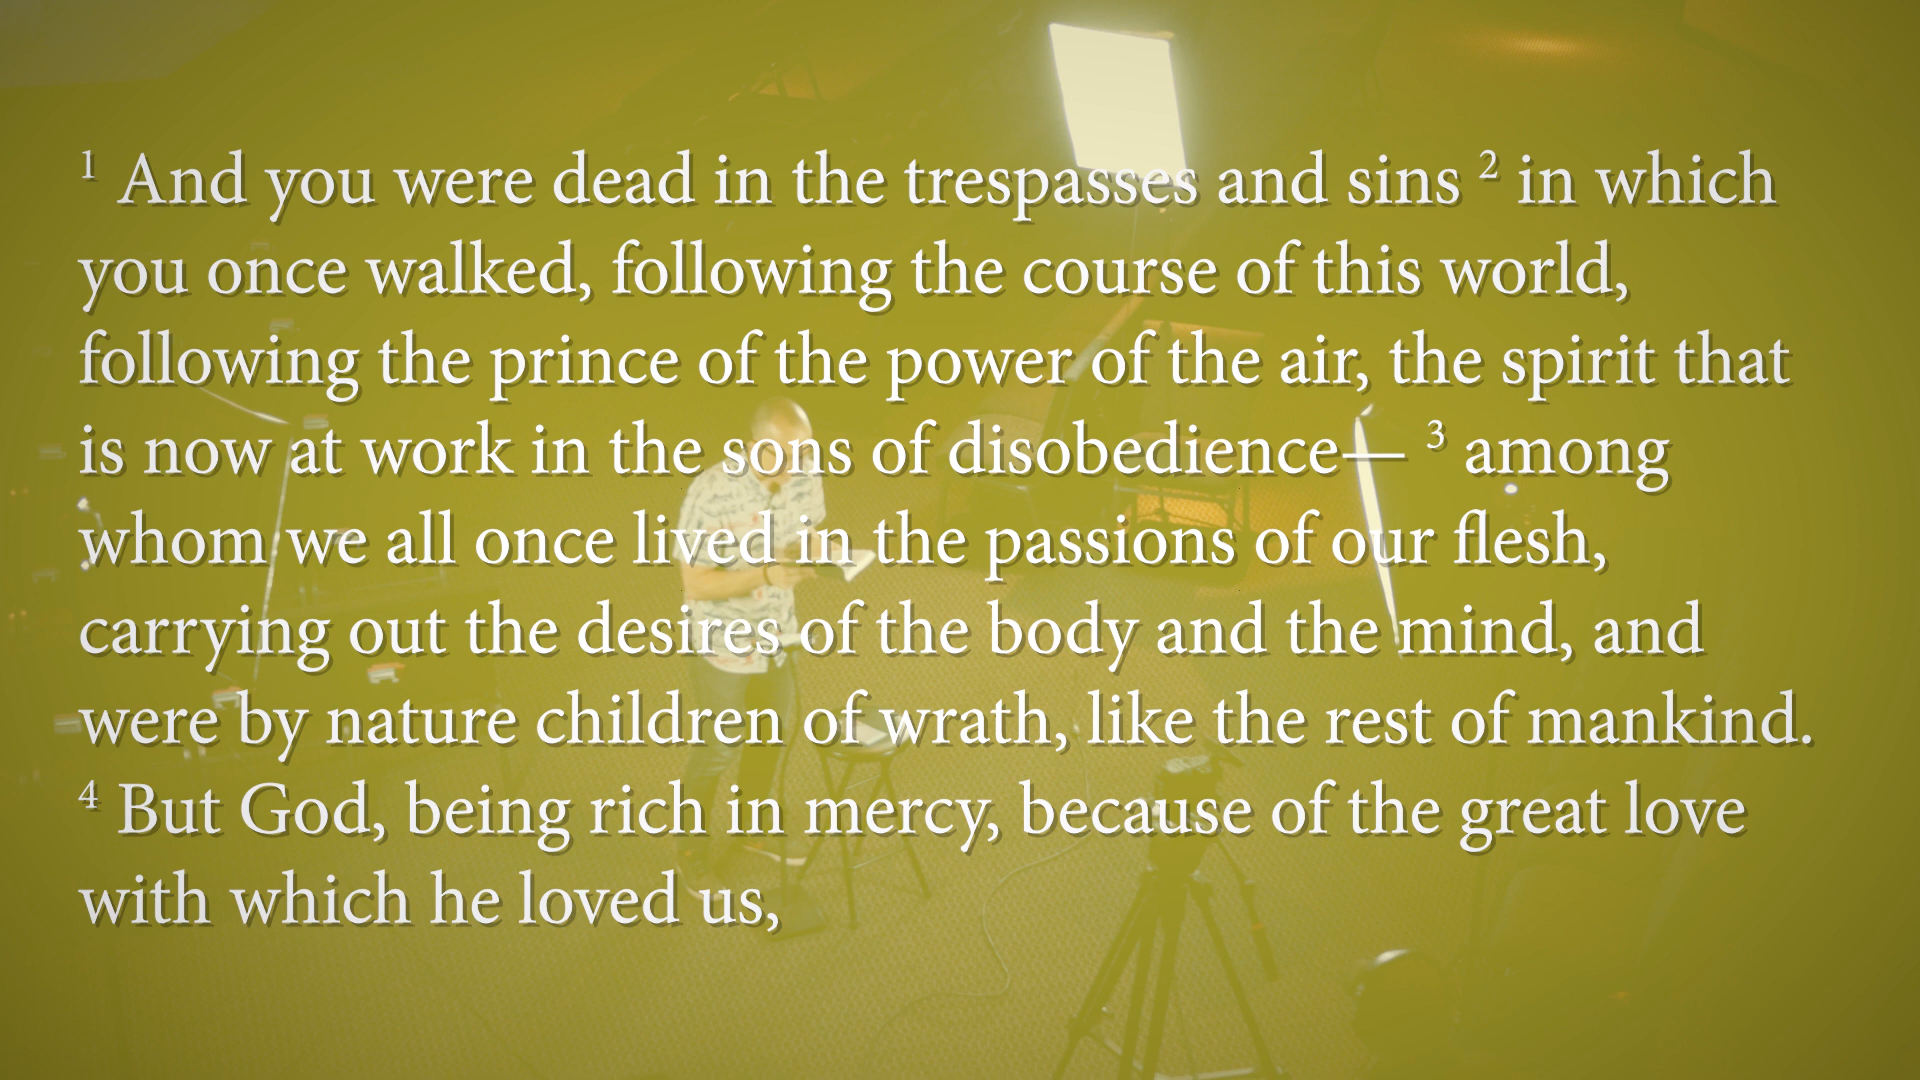 1 And you were dead in the trespasses and sins 2 in which
you once walked, following the course of this world,
following the prince of the power of the air, the spirit that
is now at work in the sons of disobedience— 3 among
whom we all once lived in the passions of our flesh,
carrying out the desires of the body and the mind, and
were by nature children of wrath, like the rest of mankind.
4 But God, being rich in mercy, because of the great love
with which he loved us,